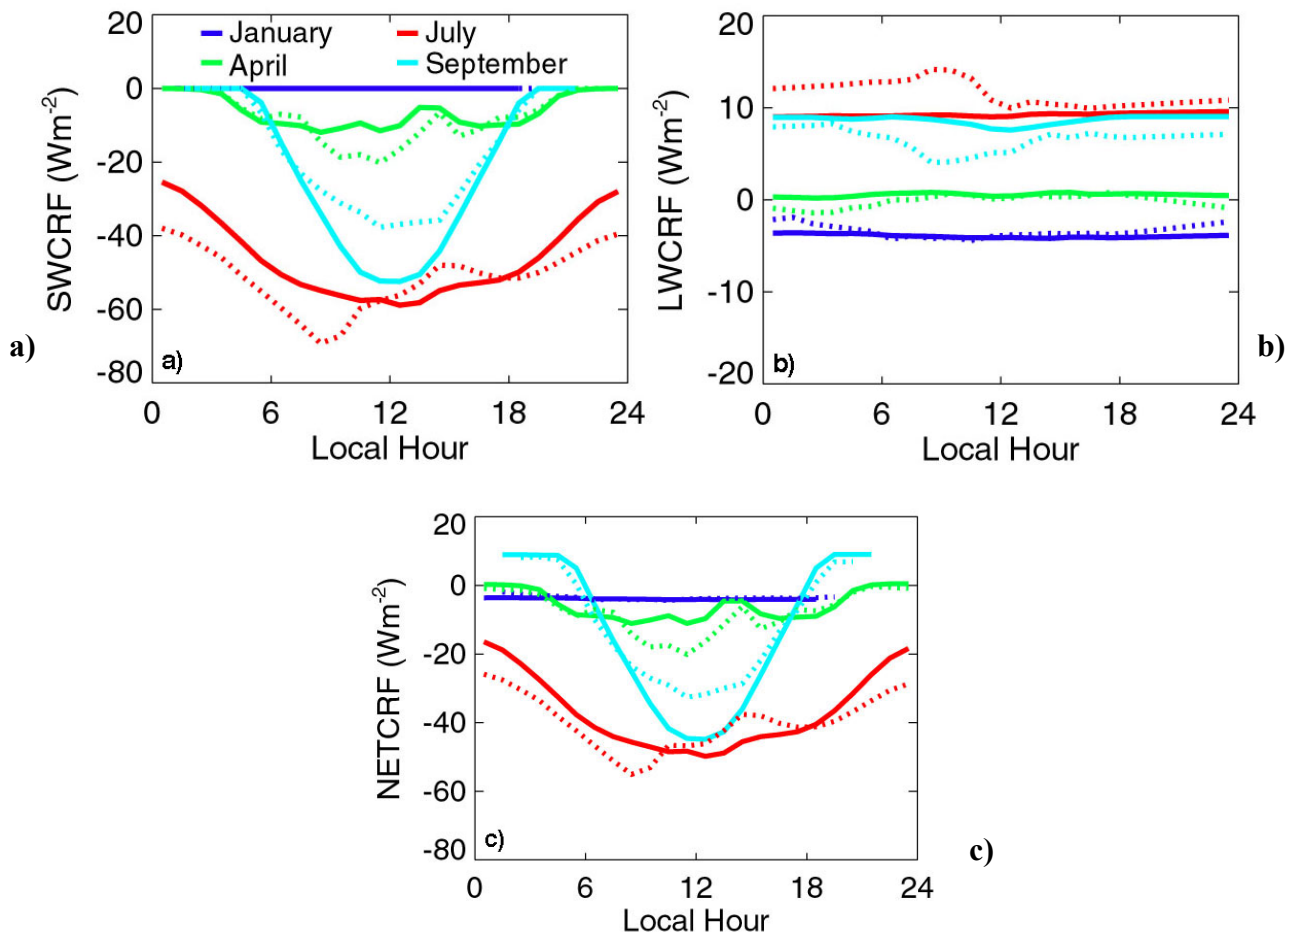 20
0
-20
-40
-60
-80
SWCRF (Wm-2)
January
July
April
September
a)
a)
0 6 12 18 24
Local Hour
20
10
0
-10
-20
LWCRF (Wm-2)
b)
b)
0 6 12 18 24
Local Hour
20
0
-20
-40
-60
-80
NETCRF (Wm-2)
c)
c)
0 6 12 18 24
Local Hour